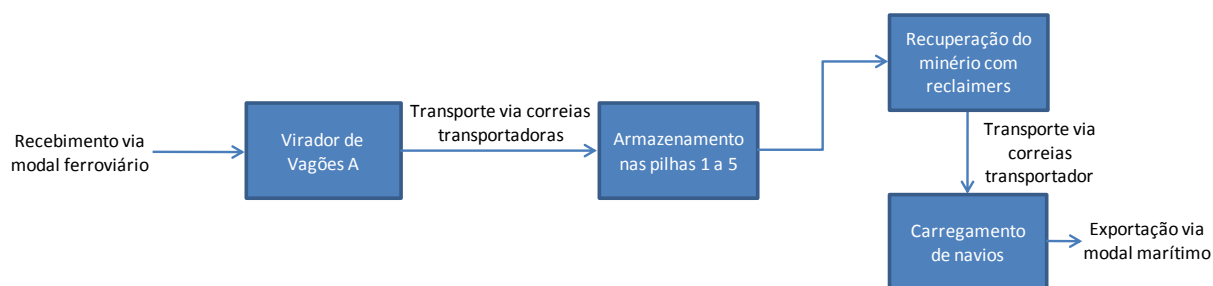 Recebimento via
modal ferroviário
Virador de
Vagões A
Transporte via correias
transportadoras
Armazenamento
nas pilhas 1 a 5
Recuperação do
minério com
reclaimers
Transporte via
correias
transportador
Carregamento
de navios
Exportação via
modal marítimo